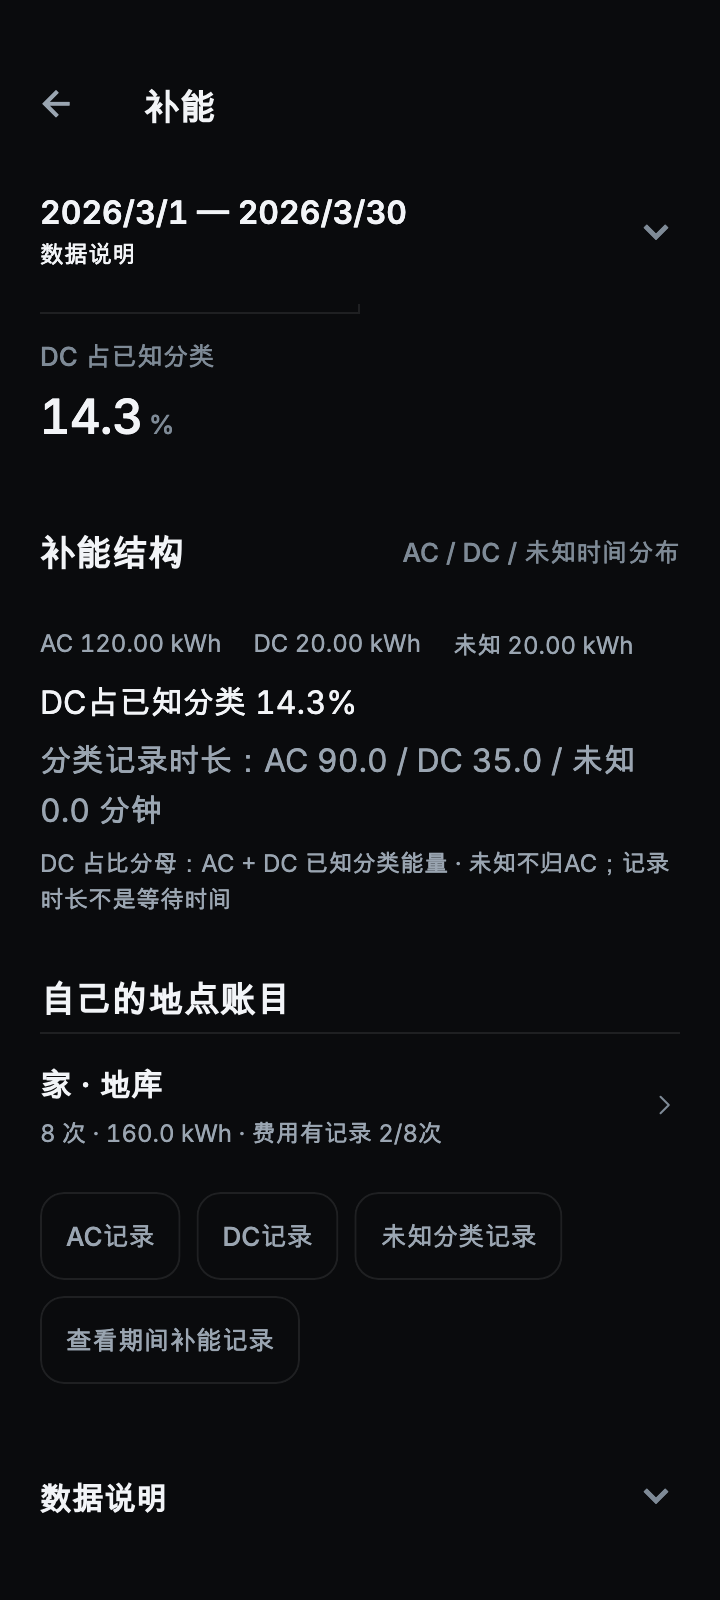 补能
2026/3/1 — 2026/3/30
数据说明
DC 占已知分类
14.3 %
补能结构
AC / DC / 未知时间分布
AC 120.00 kWh
DC 20.00 kWh
未知 20.00 kWh
DC占已知分类 14.3%
分类记录时长：AC 90.0 / DC 35.0 / 未知
0.0 分钟
DC 占比分母：AC + DC 已知分类能量 · 未知不归AC；记录
时长不是等待时间
自己的地点账目
家 · 地库
8 次 · 160.0 kWh · 费用有记录 2/8次
AC记录
DC记录
未知分类记录
查看期间补能记录
数据说明